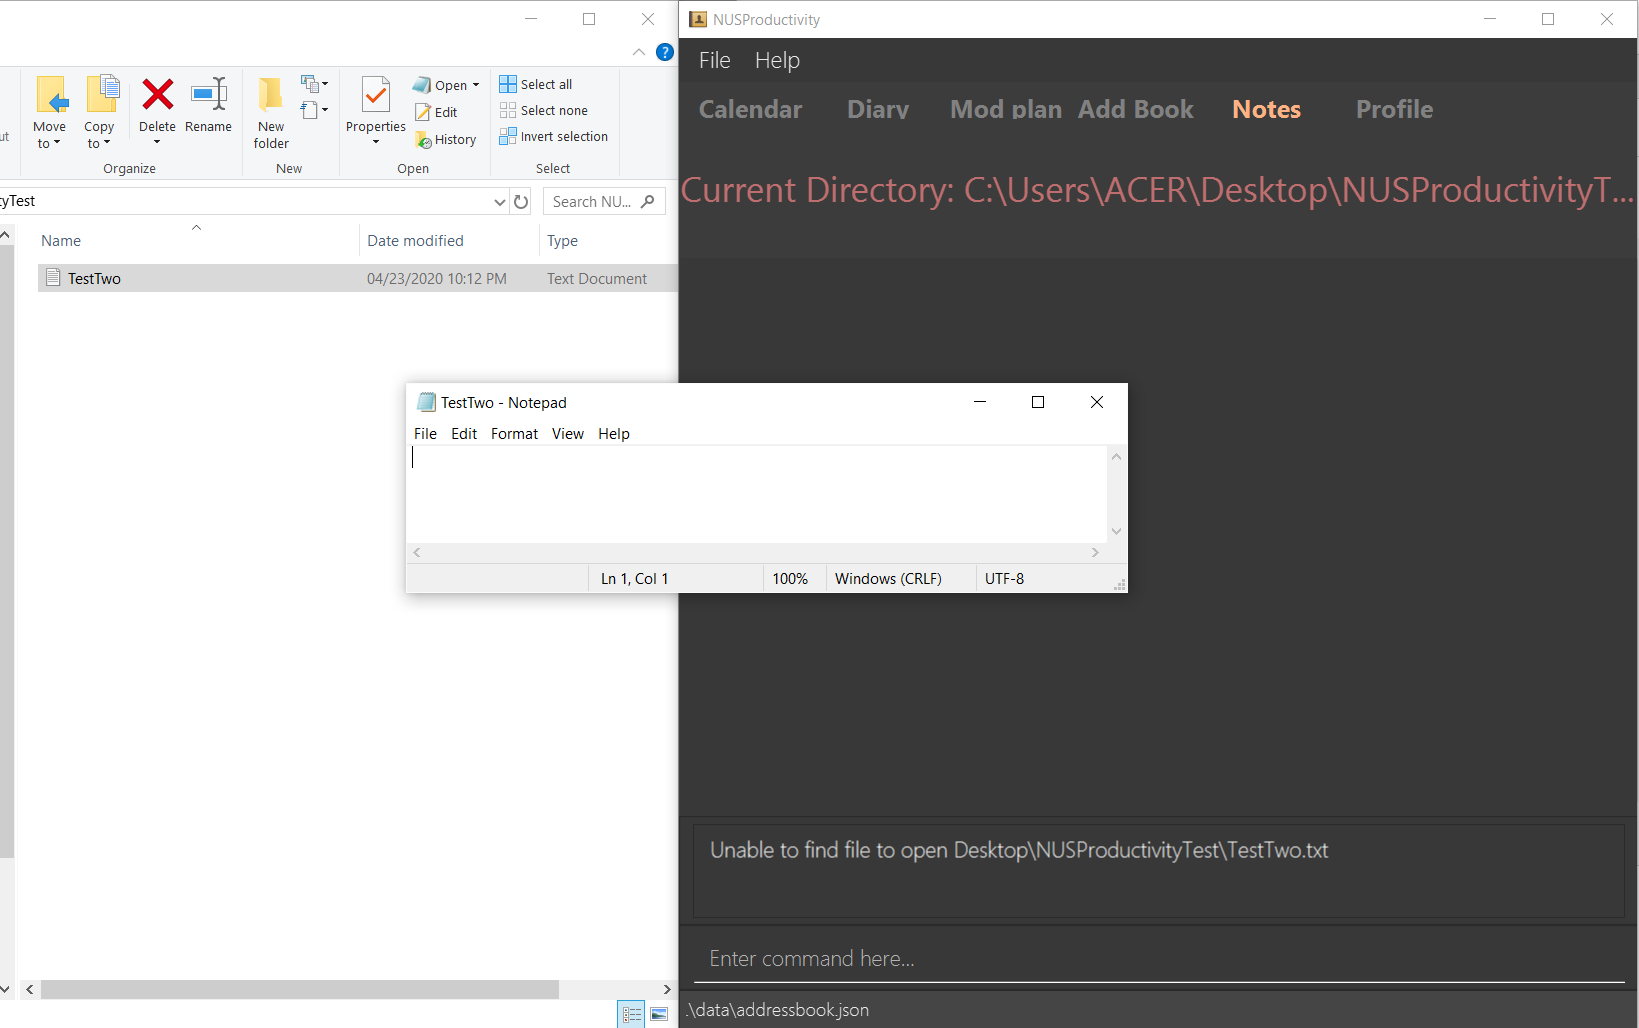 Move to
Copy to
Delete
Rename
New folder
Properties
Open
Edit
History
Select all
Select none
Invert selection
ut
Organize
New
Open
Select
yTest
Search NU...
Name
Date modified
Type
TestTwo
04/23/2020 10:12 PM
Text Document
NUSProductivity
File
Help
Calendar
Diary
Mod plan
Add Book
Notes
Profile
Current Directory: C:\Users\ACER\Desktop\NUSProductivityT...
TestTwo - Notepad
File
Edit
Format
View
Help
Ln 1, Col 1
100%
Windows (CRLF)
UTF-8
Unable to find file to open Desktop\NUSProductivityTest\TestTwo.txt
Enter command here...
.\data\addressbook.json